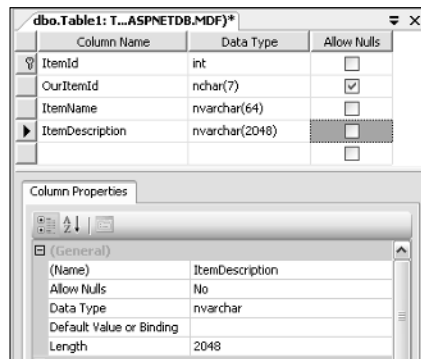 dbo.Table1: T...ASPNETDB.MDF)*
Column Name Data Type Allow Nulls
ItemId int
OurItemId nchar(7)
ItemName nvarchar(64)
ItemDescription nvarchar(2048)
Column Properties
A Z
(General)
(Name) ItemDescription
Allow Nulls No
Data Type nvarchar
Default Value or Binding
Length 2048